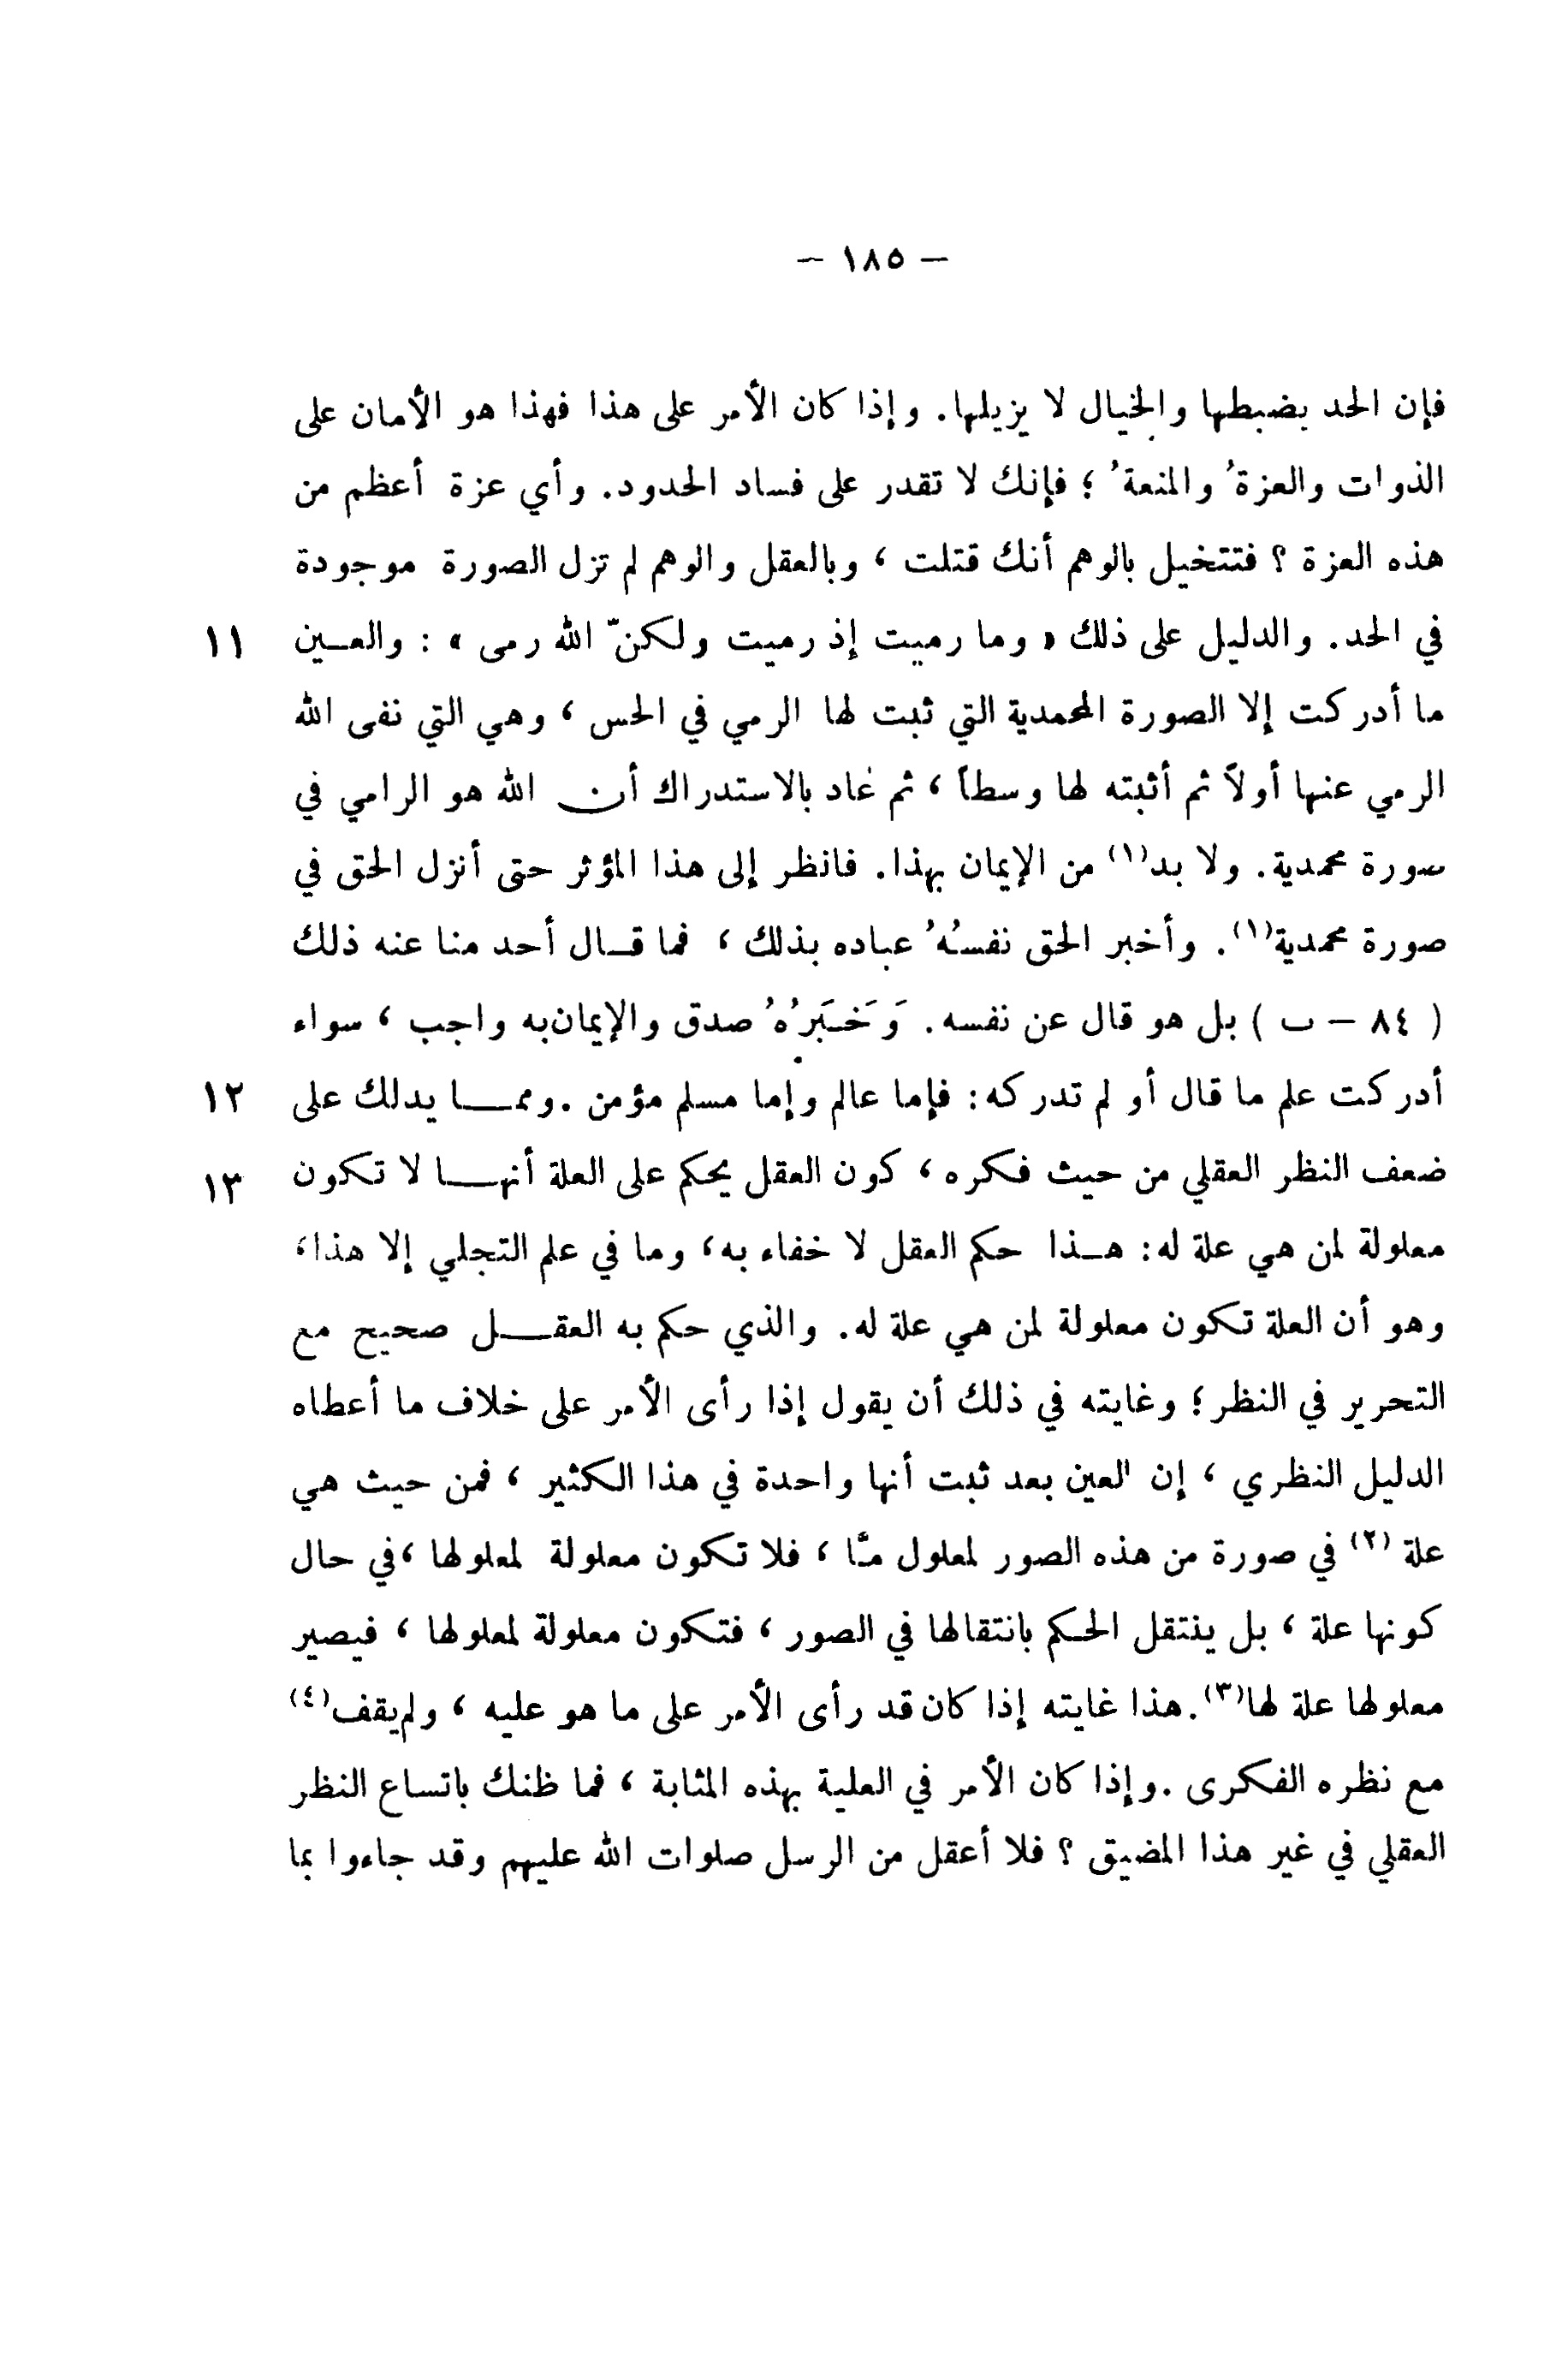 – ١٨٥ –
فإن الحد يضبطها والخيال لا يزيلها. وإذا كان الأمر على هذا فهذا هو الأمان على
الذوات والعزةُ والمنعةُ ؛ فإنك لا تقدر على فساد الحدود. وأي عزة أعظم من
هذه العزة ؟ فتتخيل بالوهم أنك قتلت ، وبالعقل والوهم لم تزل الصورة موجودة
في الحد. والدليل على ذلك « وما رميت إذ رميت ولكنّ الله رمى » : والعـين ١١
ما أدركت إلا الصورة المحمدية التي ثبت لها الرمي في الحس ، وهي التي نفى الله
الرمي عنها أولاً ثم أثبته لها وسطاً ، ثم عاد بالاستدراك أن الله هو الرامي في
صورة محمدية. ولا بد(١) من الإيمان بهذا. فانظر إلى هذا المؤثر حتى أنزل الحق في
صورة محمدية(١). وأخبر الحق نفسُهُ عباده بذلك ، فما قـال أحد منا عنه ذلك
( ٨٤ – ب ) بل هو قال عن نفسه. وَخَبَرُهُ صدق والإيمان به واجب ، سواء
أدركت علم ما قال أو لم تدركه: فإما عالم وإما مسلم مؤمن .وممـــا يدلك على ١٢
ضعف النظر العقلي من حيث فكره ، كون العقل يحكم على العلة أنهـــا لا تكون ١٣
معلولة لمن هي علة له: هـذا حكم العقل لا خفاء به، وما في علم التجلي إلا هذا،
وهو أن العلة تكون معلولة لمن هي علة له. والذي حكم به العقـــل صحيح مع
التحرير في النظر ؛ وغايته في ذلك أن يقول إذا رأى الأمر على خلاف ما أعطاه
الدليل النظري ، إن العين بعد ثبت أنها واحدة في هذا الكثير ، فمن حيث هي
علة (٢) في صورة من هذه الصور لمعلول مّا ، فلا تكون معلولة لمعلولها ،في حال
كونها علة ، بل ينتقل الحكم بانتقالها في الصور ، فتكون معلولة لمعلولها ، فيصير
معلولها علة لها(٣).هذا غايته إذا كان قد رأى الأمر على ما هو عليه ، ولم يقف(٤)
مع نظره الفكرى .وإذا كان الأمر في العلية بهذه المثابة ، فما ظنك باتساع النظر
العقلي في غير هذا المضيق ؟ فلا أعقل من الرسل صلوات الله عليهم وقد جاءوا بما